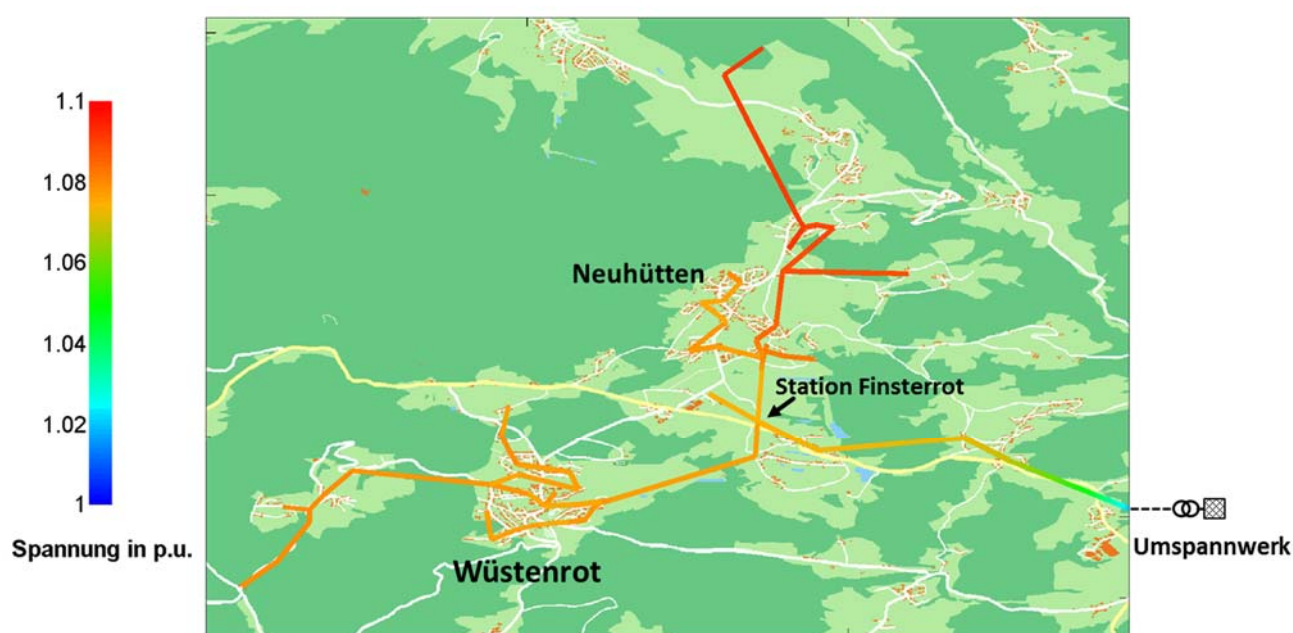 1.1
1.08
1.06
1.04
1.02
1
Spannung in p.u.
Neuhütten
Station Finsterrot
Wüstenrot
Umspannwerk